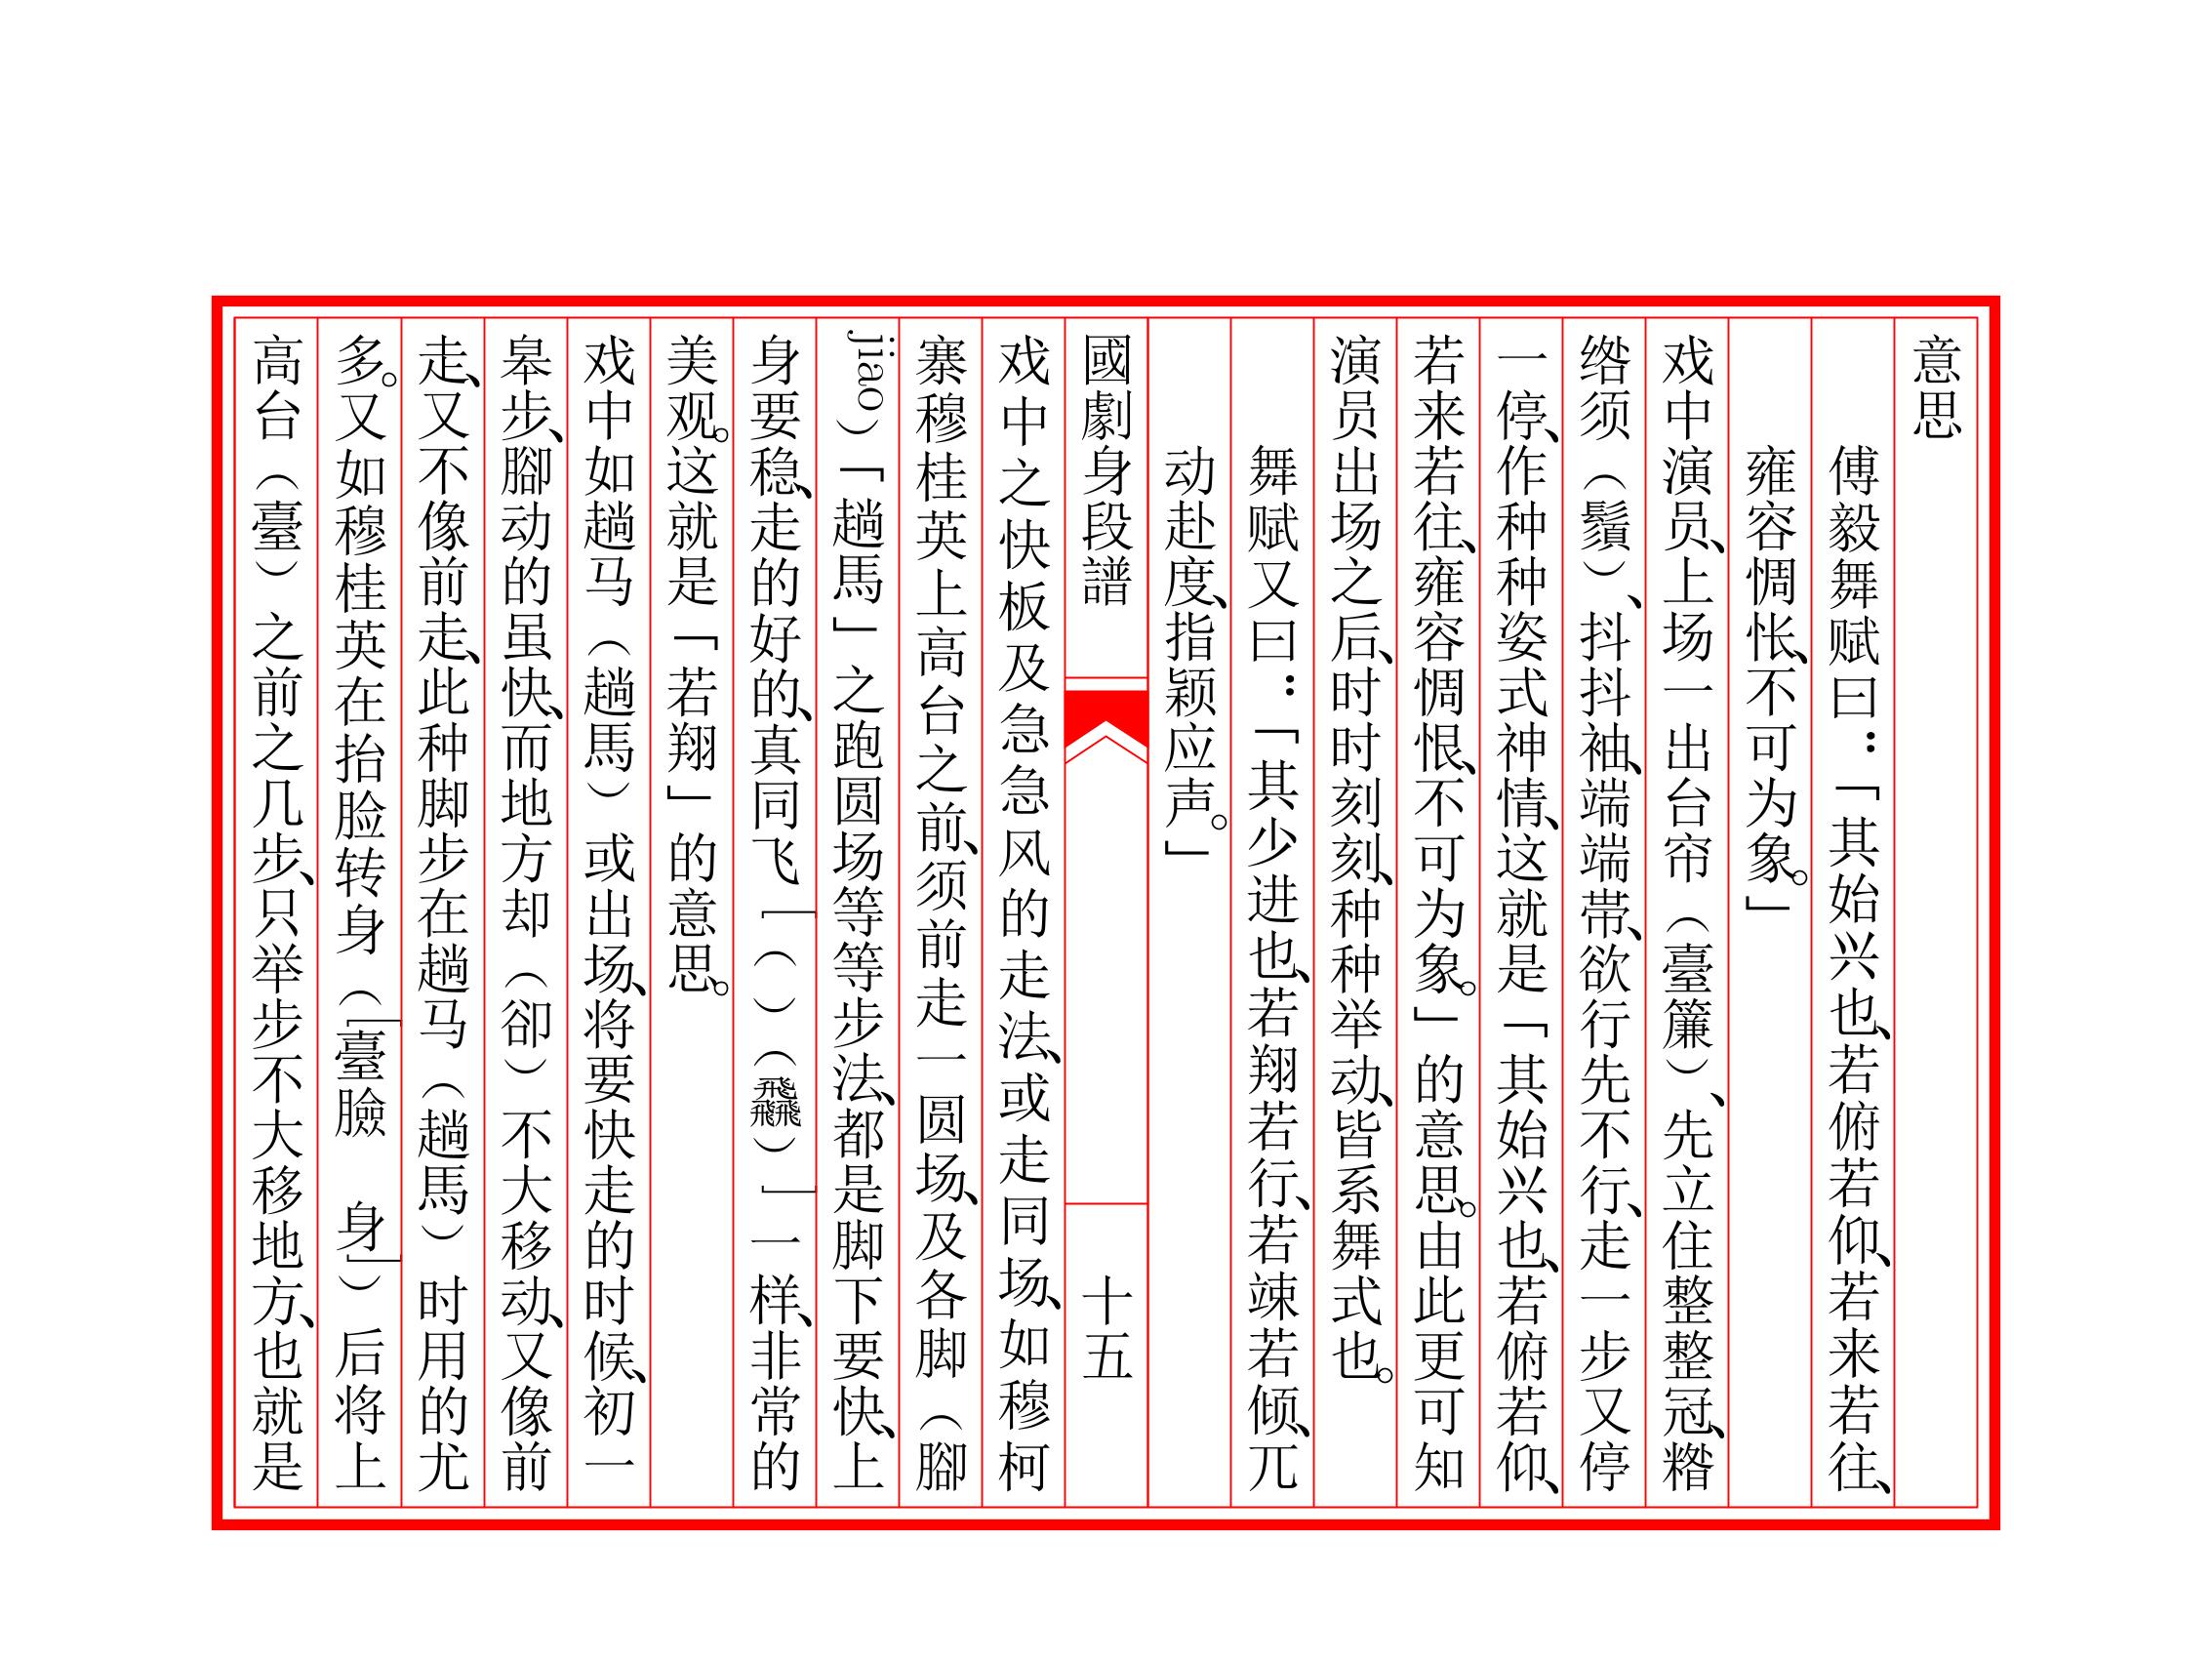 意思
傅毅舞赋曰：「其始兴也、若俯若仰、若来若往、
雍容惆怅、不可为象。」
戏中演员、上场一出台帘（臺簾）、先立住整整冠、糌
绺须（鬚）、抖抖袖、端端带、欲行先不行、走一步又停
一停、作种种姿式神情、这就是「其始兴也、若俯若仰、
若来若往、雍容惆恨、不可为象。」的意思。由此更可知
演员出场之后、时时刻刻、种种举动、皆系舞式也。
舞赋又曰：「其少进也、若翔若行、若竦若倾、兀
动赴度、指颖应声。」
國劇身段譜
十五
戏中之快板及急急风的走法、或走同场、如穆柯
寨穆桂英上高台之前、须前走一圆场、及各脚（腳
jiao）「趟馬」之跑圆场等等步法、都是脚下要快、上
身要稳、走的好的、真同飞「（）（飝）」一样、非常的
美观。这就是「若翔」的意思。
戏中如趟马（趟馬）或出场、将要快走的时候、初一
皋步、腳动的虽快、而地方却（卻）不大移动、又像前
走、又不像前走、此种脚步在趟马（趟馬）时用的尤
多。又如穆桂英在抬脸转身（「臺臉　身」）后将上
高台（臺）之前之几步、只举步不大移地方、也就是